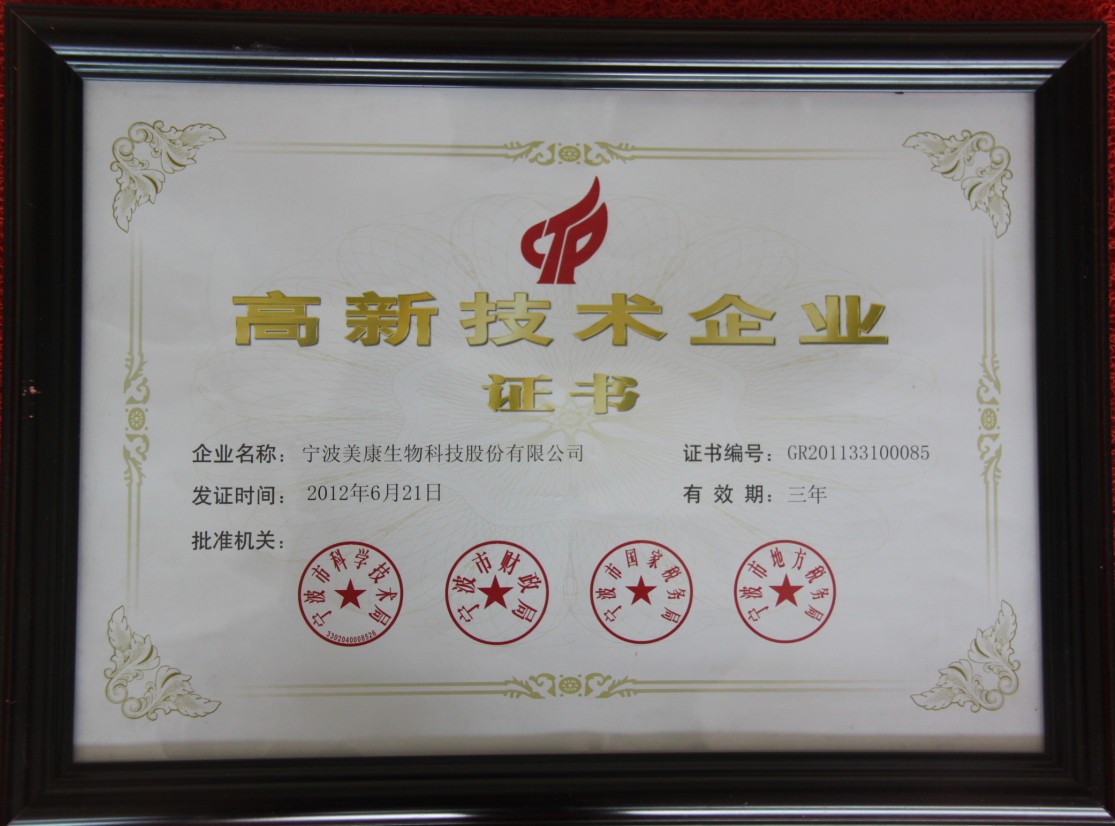 CTP
高新技术企业
证书
企业名称：宁波美康生物科技股份有限公司
证书编号：GR201133100085
发证时间：2012年6月21日
有效期：三年
批准机关：
宁波市科学技术局
3302040008526
宁波市财政局
宁波市国家税务局
宁波市地方税务局